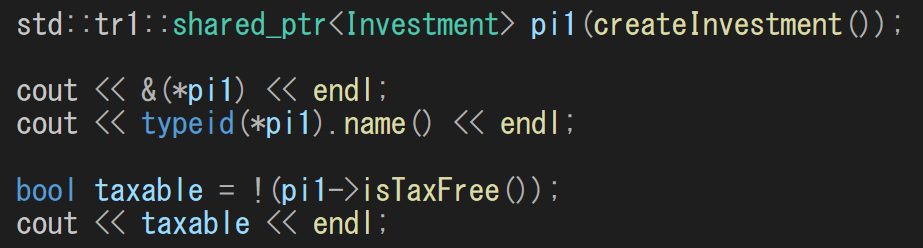 std::tr1::shared_ptr<Investment> pi1(createInvestment());
cout << &(*pi1) << endl;
cout << typeid(*pi1).name() << endl;
bool taxable = !(pi1->isTaxFree());
cout << taxable << endl;